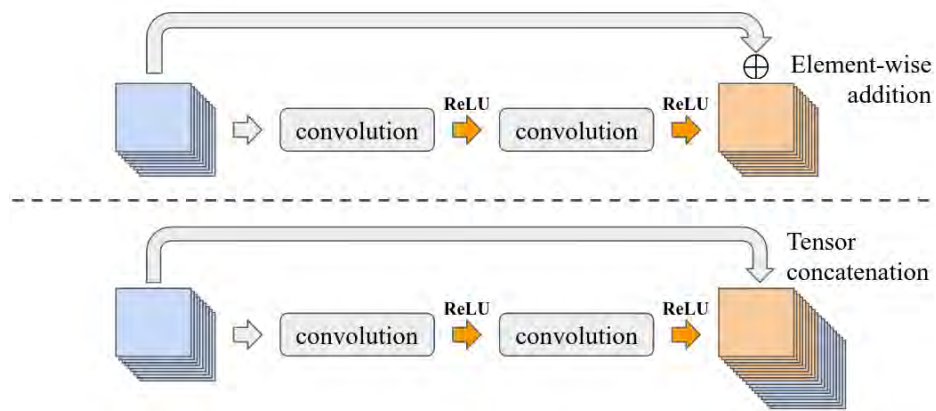 Element-wise
addition
ReLU
ReLU
convolution
convolution
Tensor
concatenation
ReLU
ReLU
convolution
convolution